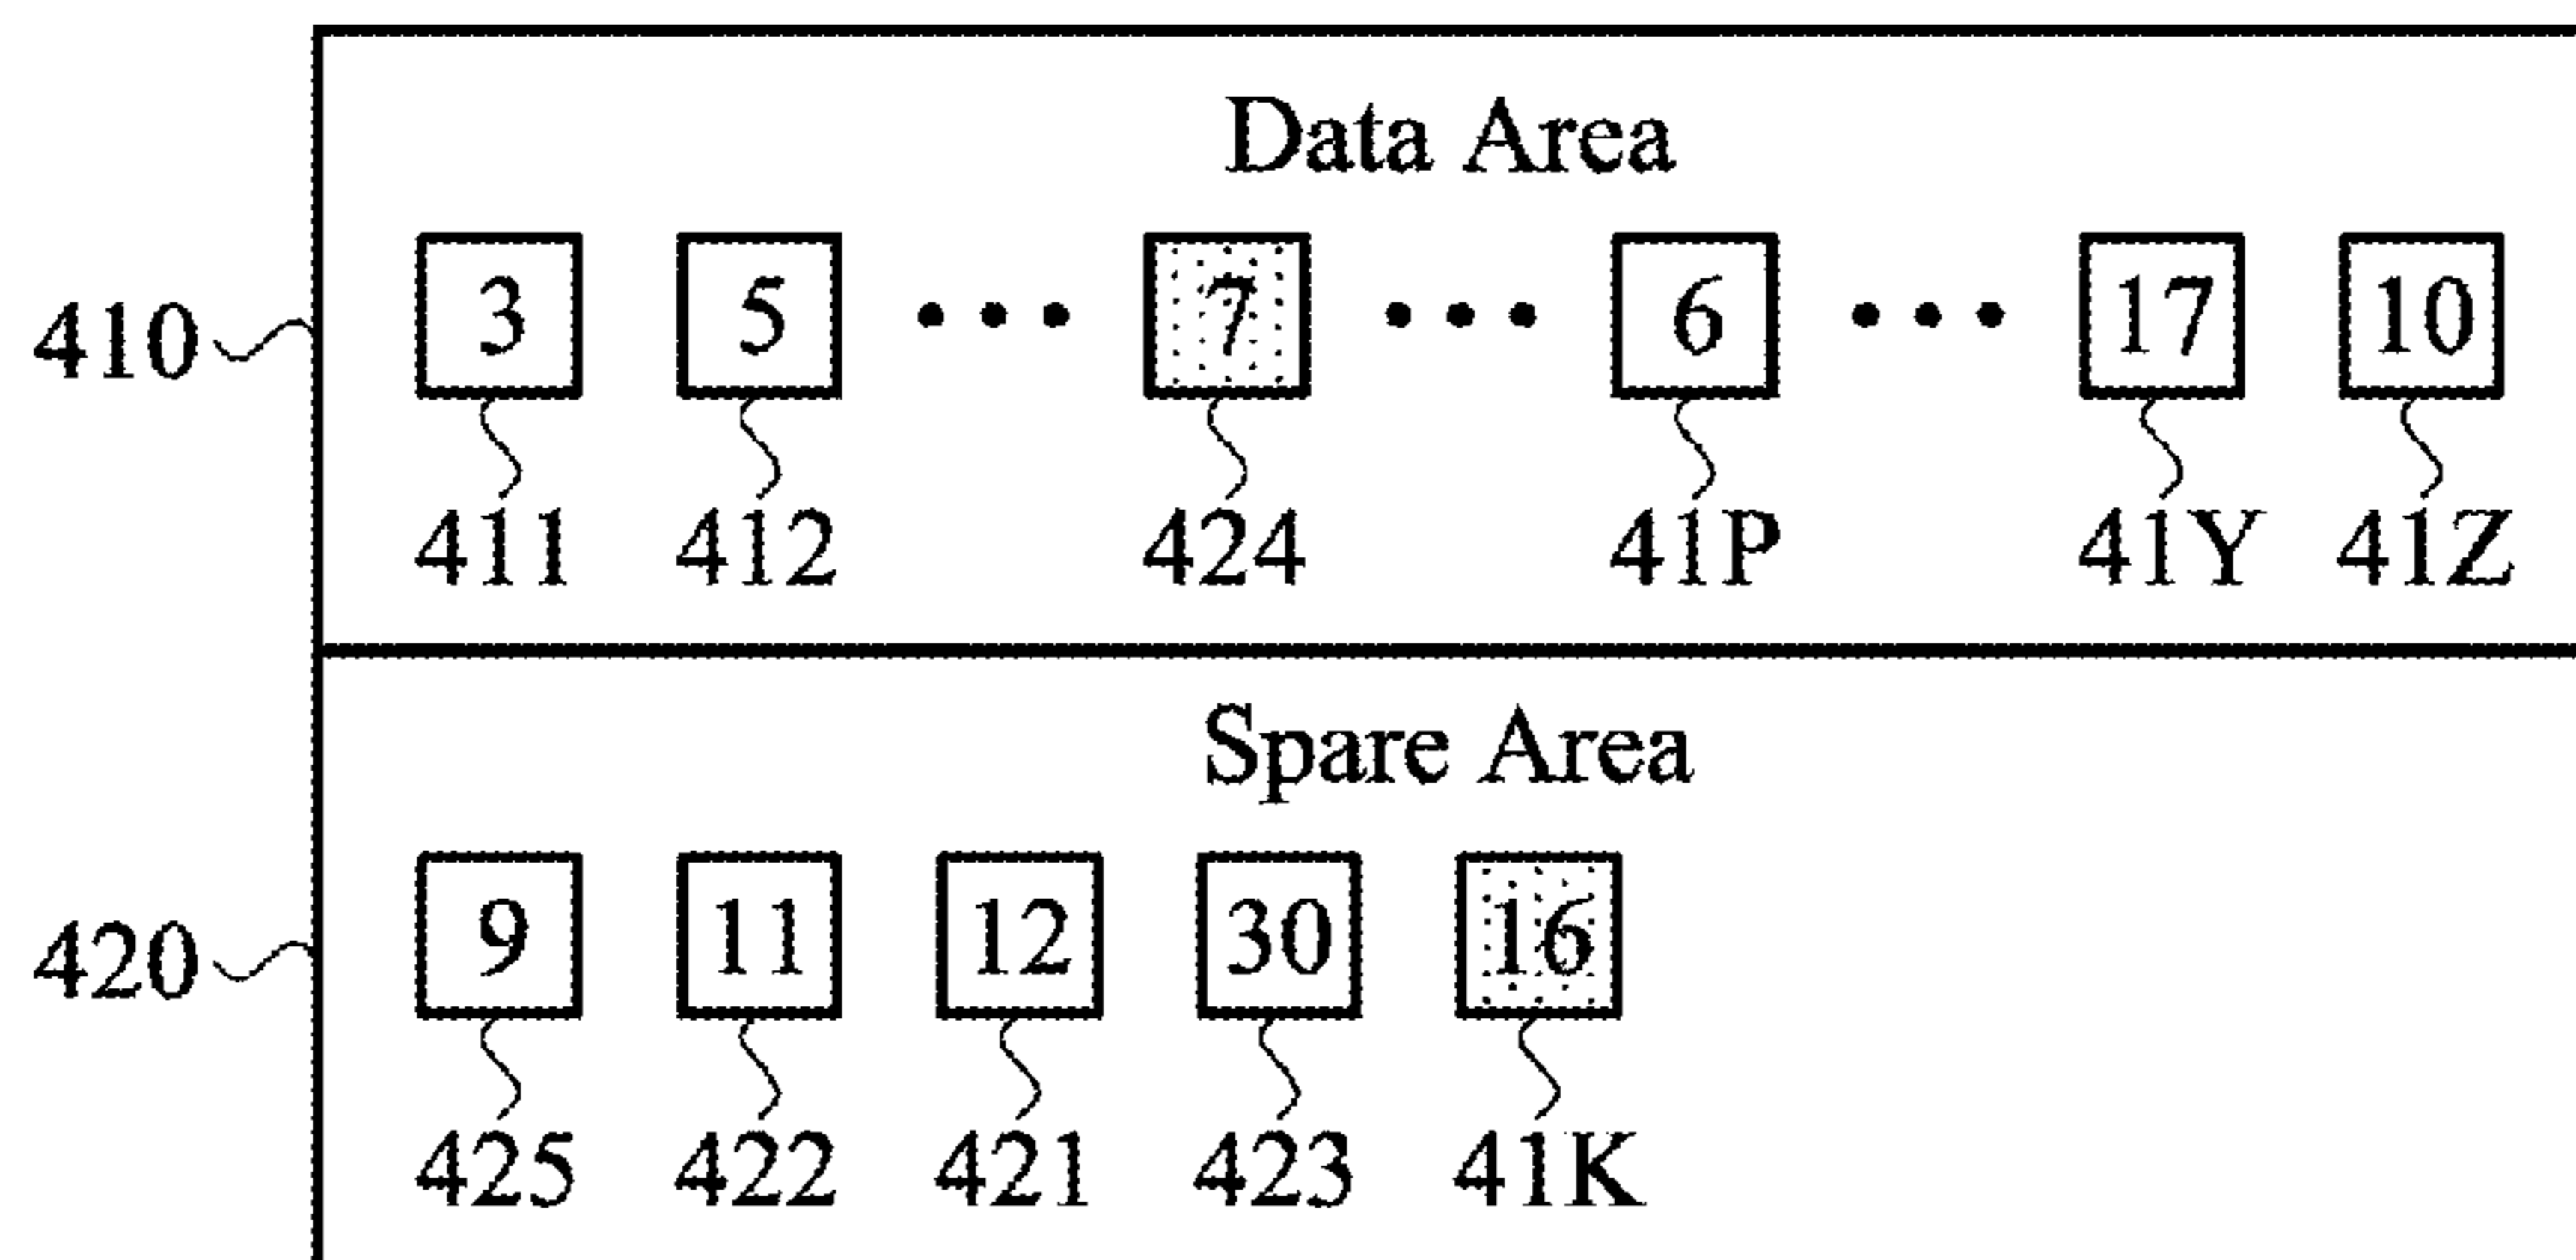 Data Area
410 3 5 ••• 7 ••• 6 ••• 17 10
411 412 424 41P 41Y 41Z
Spare Area
420 9 11 12 30 16
425 422 421 423 41K